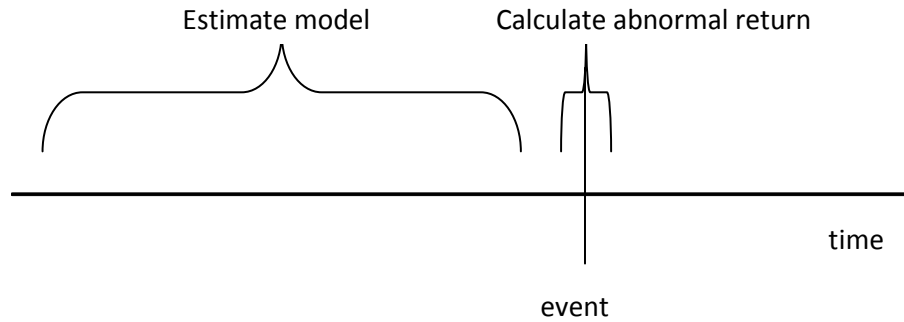 Estimate model
Calculate abnormal return
time
event